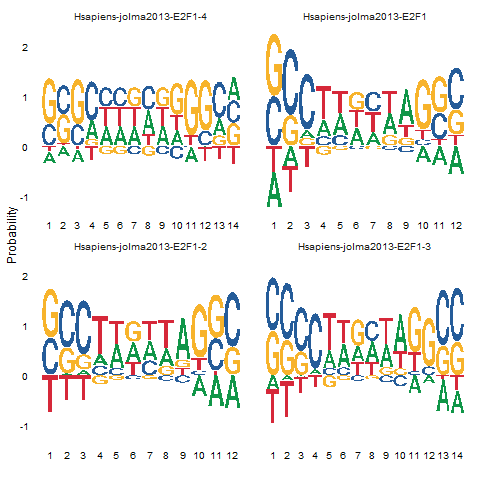 Hsapiens-jolma2013-E2F1-4
Hsapiens-jolma2013-E2F1
2
1
0
-1
1 2 3 4 5 6 7 8 9 10 11 12 13 14
1 2 3 4 5 6 7 8 9 10 11 12
Probability
Hsapiens-jolma2013-E2F1-2
Hsapiens-jolma2013-E2F1-3
2
1
0
-1
1 2 3 4 5 6 7 8 9 10 11 12
1 2 3 4 5 6 7 8 9 10 11 12 13 14